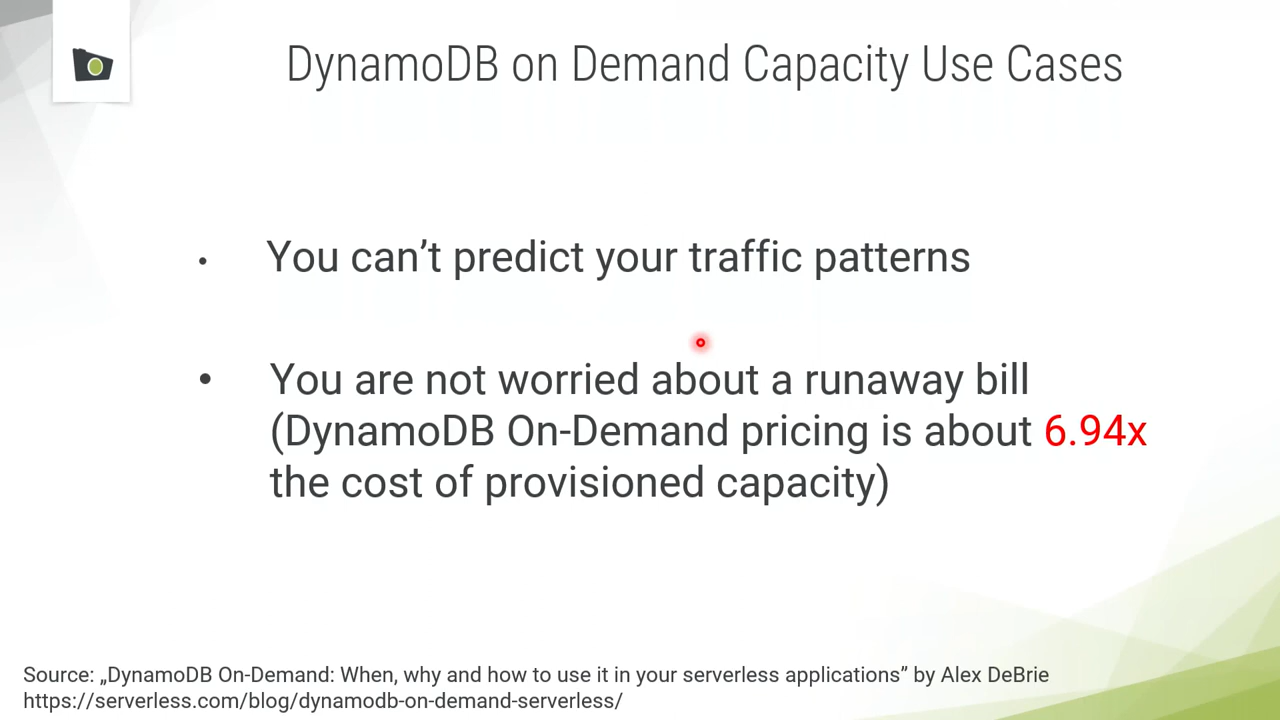 DynamoDB on Demand Capacity Use Cases
• You can’t predict your traffic patterns
• You are not worried about a runaway bill
(DynamoDB On-Demand pricing is about 6.94x
the cost of provisioned capacity)
Source: „DynamoDB On-Demand: When, why and how to use it in your serverless applications” by Alex DeBrie
https://serverless.com/blog/dynamodb-on-demand-serverless/